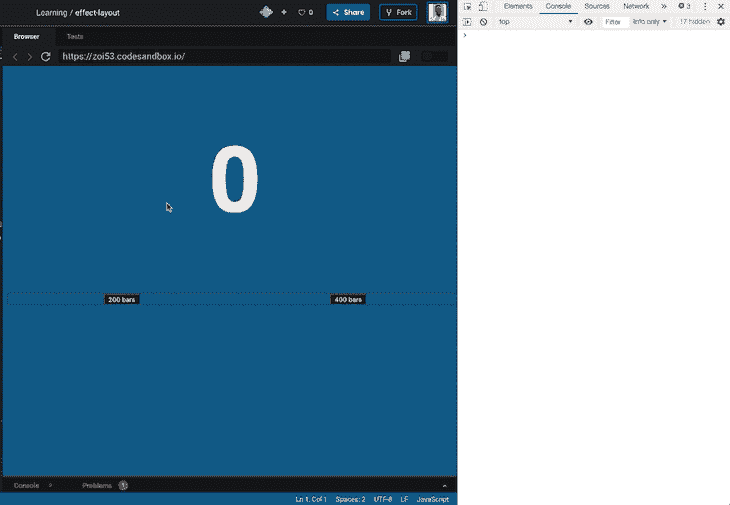 Learning / effect-layout 0 Share Fork
Elements Console Sources Network » 3
Browser Tests
top Filter Info only 17 hidden
https://zoi53.codesandbox.io/
0
200 bars 400 bars
Console Problems 1
Ln 1, Col 1 Spaces: 2 UTF-8 LF JavaScript